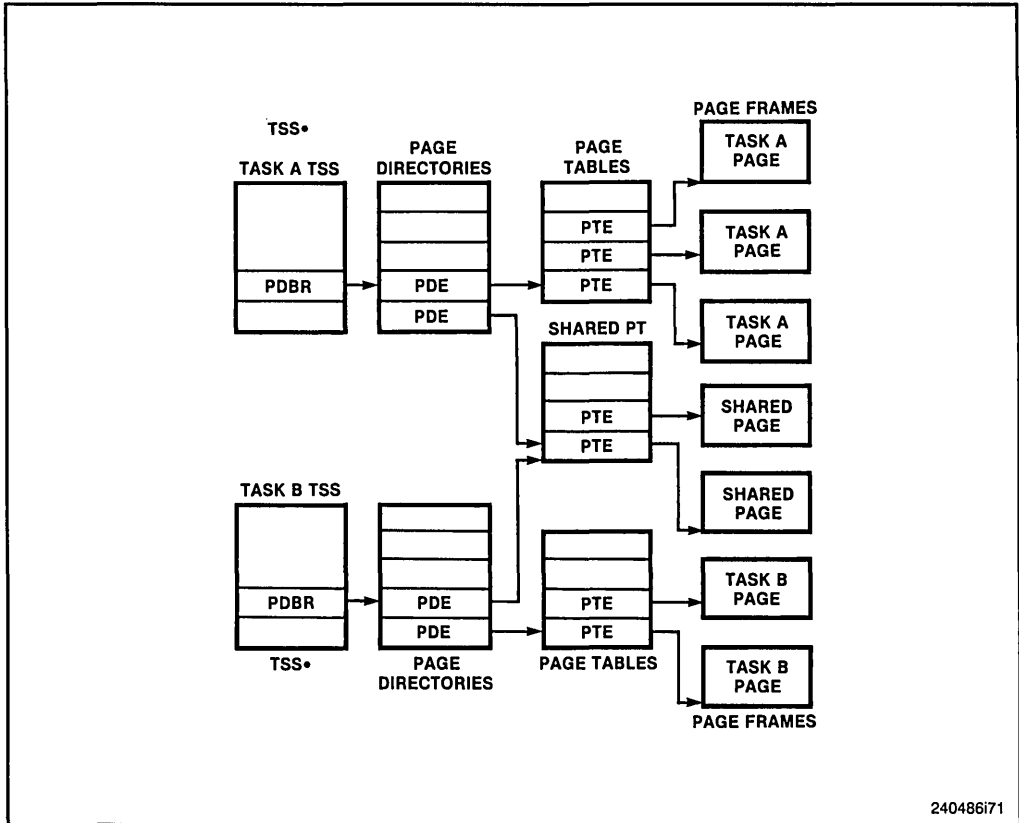 TSS•
TASK A TSS
PDBR
PAGE
DIRECTORIES
PDE
PDE
PAGE
TABLES
PTE
PTE
PTE
SHARED PT
PTE
PTE
PAGE FRAMES
TASK A
PAGE
TASK A
PAGE
TASK A
PAGE
SHARED
PAGE
SHARED
PAGE
TASK B TSS
PDBR
TSS•
PDE
PDE
PAGE
DIRECTORIES
PTE
PTE
PAGE TABLES
TASK B
PAGE
TASK B
PAGE
PAGE FRAMES
240486i71